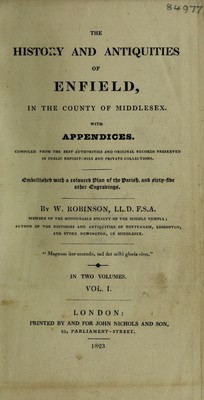 84977
THE
HISTORY AND ANTIQUITIES
OF
ENFIELD,
IN THE COUNTY OF MIDDLESEX.
WITH
APPENDICES.
COMPILED FROM THE BEST AUTHORITIES AND ORIGINAL RECORDS PRESERVED
IN PUBLIC REPOSITORIES AND PRIVATE COLLECTIONS.
Embellished with a coloured Plan of the Parish, and fifty-five
other Engravings.
BY W. ROBINSON, LL.D. F.S.A.
MEMBER OF THE HONOURABLE SOCIETY OF THE MIDDLE TEMPLE;
AUTHOR OF THE HISTORIES AND ANTIQUITIES OF TOTTENHAM, EDMONTON,
AND STOKE NEWINGTON, IN MIDDLESEX.
" Magnum iter ascendo, sed dat mihi gloria vires."
IN TWO VOLUMES.
VOL. I.
LONDON:
PRINTED BY AND FOR JOHN NICHOLS AND SON,
25, PARLIAMENT-STREET.
1823